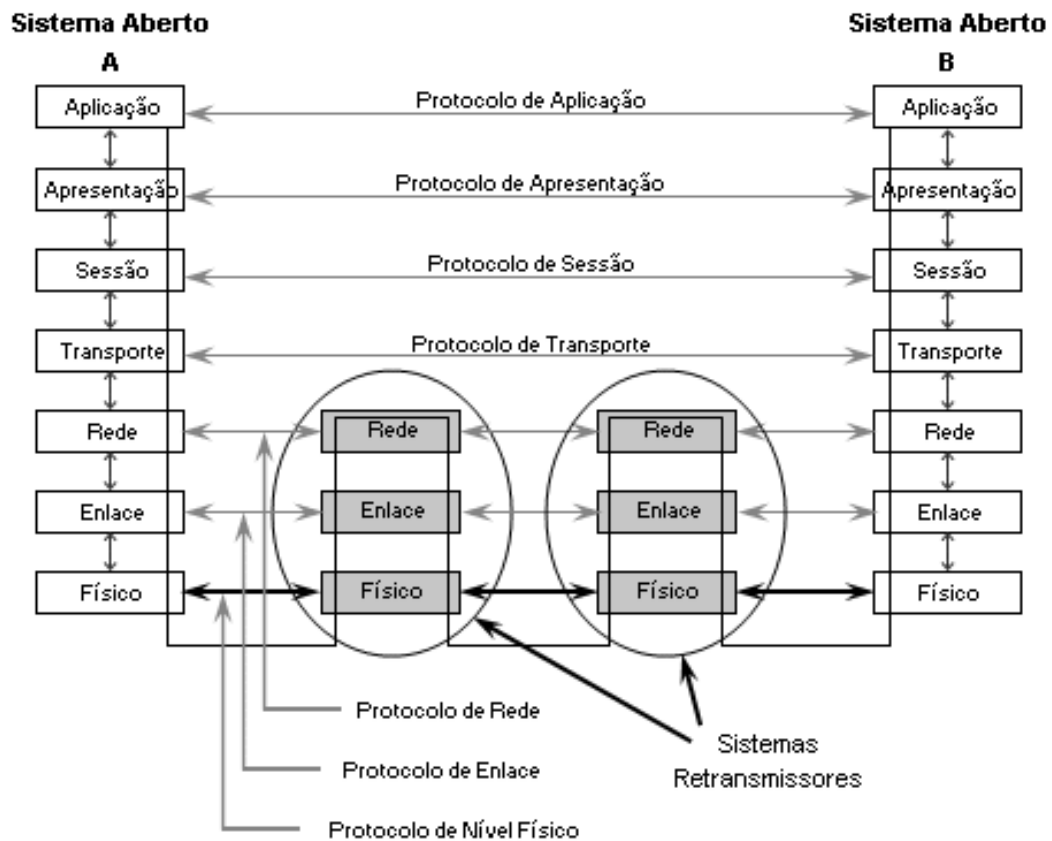 Sistema Aberto
A
Sistema Aberto
B
Aplicação
Protocolo de Aplicação
Aplicação
Apresentação
Protocolo de Apresentação
Apresentação
Sessão
Protocolo de Sessão
Sessão
Transporte
Protocolo de Transporte
Transporte
Rede
Rede
Rede
Rede
Enlace
Enlace
Enlace
Enlace
Físico
Físico
Físico
Físico
Protocolo de Rede
Protocolo de Enlace
Protocolo de Nível Físico
Sistemas
Retransmissores